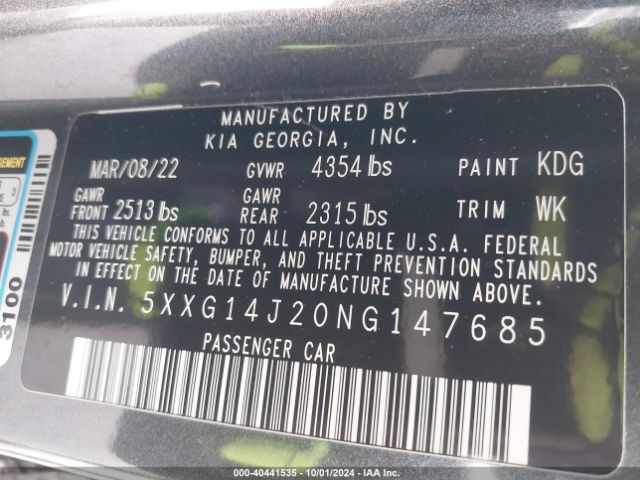 MANUFACTURED BY
KIA GEORGIA, INC.
MAR/08/22 GVWR 4354 lbs PAINT KDG
GAWR FRONT 2513 lbs GAWR REAR 2315 lbs TRIM WK
THIS VEHICLE CONFORMS TO ALL APPLICABLE U.S.A. FEDERAL
MOTOR VEHICLE SAFETY, BUMPER, AND THEFT PREVENTION STANDARDS
IN EFFECT ON THE DATE OF MANUFACTURE SHOWN ABOVE.
V.I.N. 5XXG14J20NG147685
PASSENGER CAR
3100
000-40441535 - 10/01/2024 - IAA Inc.